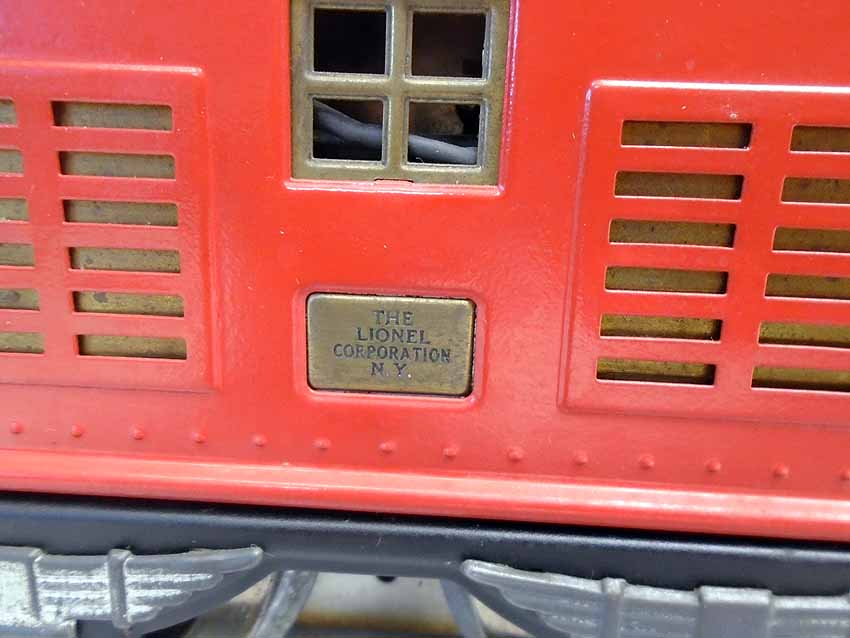 THE
LIONEL
CORPORATION
N.Y.